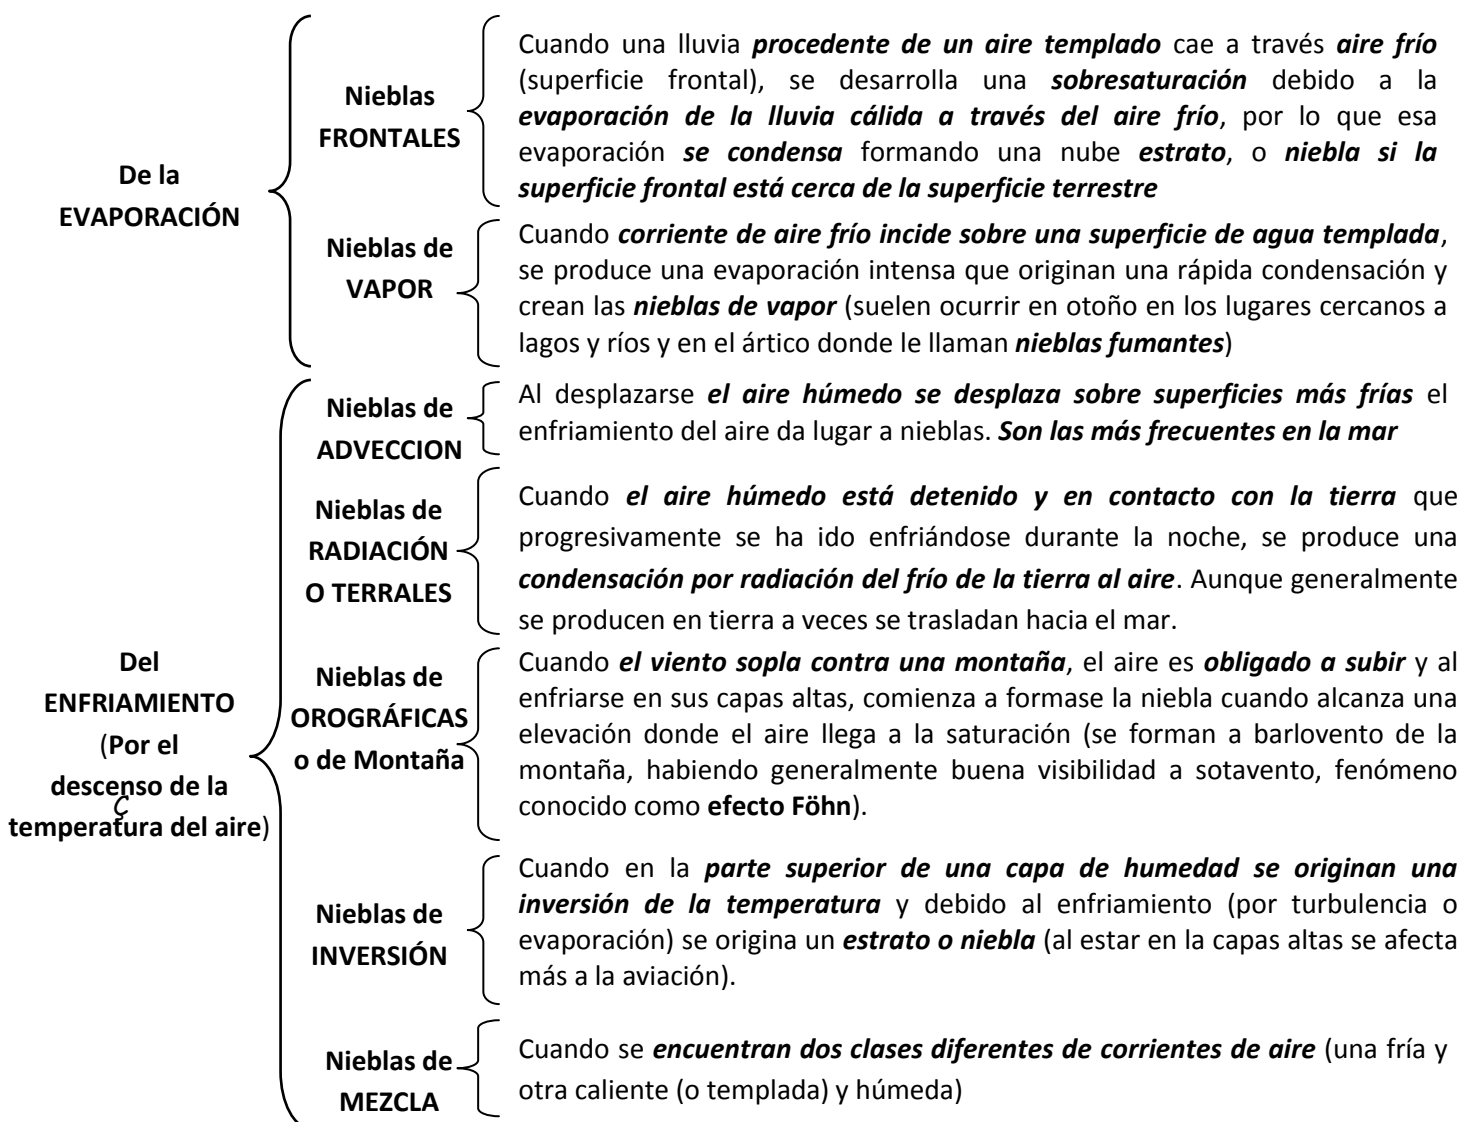 De la
EVAPORACIÓN
Nieblas
FRONTALES
Cuando una lluvia procedente de un aire templado cae a través aire frío
(superficie frontal), se desarrolla una sobresaturación debido a la
evaporación de la lluvia cálida a través del aire frío, por lo que esa
evaporación se condensa formando una nube estrato, o niebla si la
superficie frontal está cerca de la superficie terrestre
Nieblas de
VAPOR
Cuando corriente de aire frío incide sobre una superficie de agua templada,
se produce una evaporación intensa que originan una rápida condensación y
crean las nieblas de vapor (suelen ocurrir en otoño en los lugares cercanos a
lagos y ríos y en el ártico donde le llaman nieblas fumantes)
Del
ENFRIAMIENTO
(Por el
descenso de la
temperatura del aire)
Ç
Nieblas de
ADVECCION
Al desplazarse el aire húmedo se desplaza sobre superficies más frías el
enfriamiento del aire da lugar a nieblas. Son las más frecuentes en la mar
Nieblas de
RADIACIÓN
O TERRALES
Cuando el aire húmedo está detenido y en contacto con la tierra que
progresivamente se ha ido enfriándose durante la noche, se produce una
condensación por radiación del frío de la tierra al aire. Aunque generalmente
se producen en tierra a veces se trasladan hacia el mar.
Nieblas de
OROGRÁFICAS
o de Montaña
Cuando el viento sopla contra una montaña, el aire es obligado a subir y al
enfriarse en sus capas altas, comienza a formase la niebla cuando alcanza una
elevación donde el aire llega a la saturación (se forman a barlovento de la
montaña, habiendo generalmente buena visibilidad a sotavento, fenómeno
conocido como efecto Föhn).
Nieblas de
INVERSIÓN
Cuando en la parte superior de una capa de humedad se originan una
inversión de la temperatura y debido al enfriamiento (por turbulencia o
evaporación) se origina un estrato o niebla (al estar en la capas altas se afecta
más a la aviación).
Nieblas de
MEZCLA
Cuando se encuentran dos clases diferentes de corrientes de aire (una fría y
otra caliente (o templada) y húmeda)